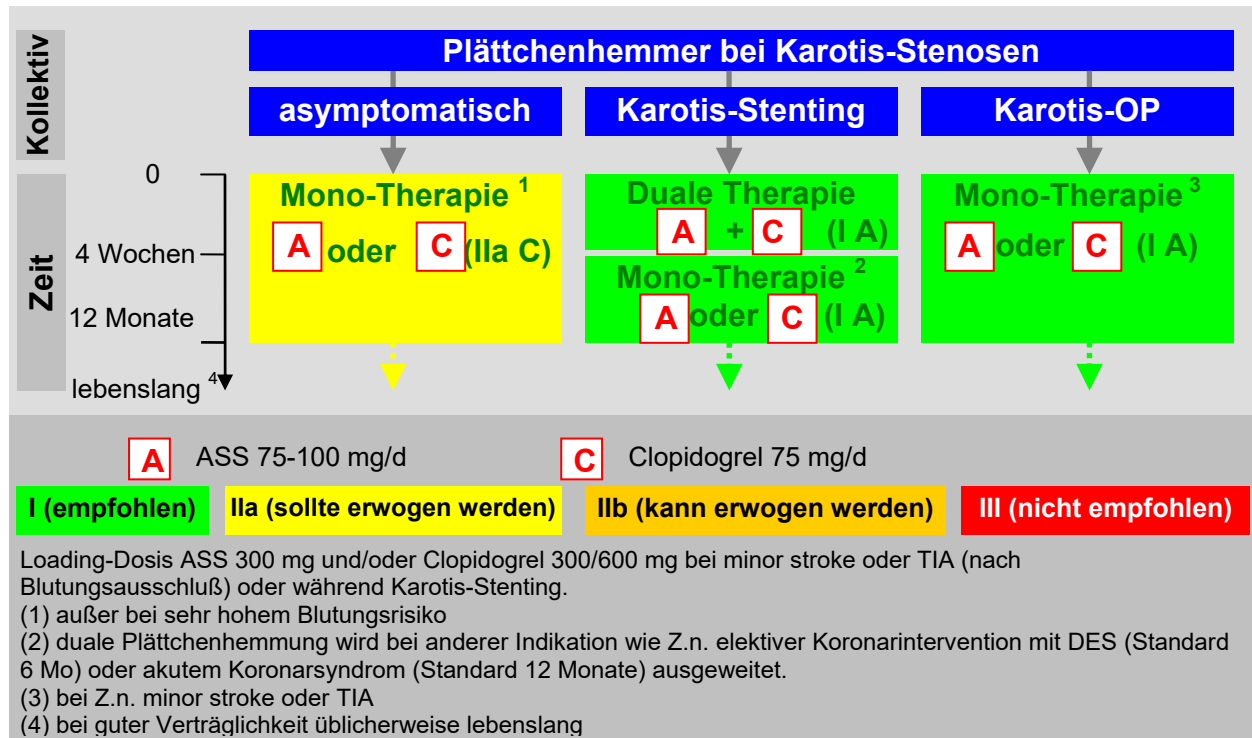 Kollektiv
Plättchenhemmer bei Karotis-Stenosen
asymptomatisch
Karotis-Stenting
Karotis-OP
Zeit
0
4 Wochen
12 Monate
lebenslang 4
Mono-Therapie 1
A oder C (IIa C)
Duale Therapie
A + C (I A)
Mono-Therapie 2
A oder C (I A)
Mono-Therapie 3
A oder C (I A)
A ASS 75-100 mg/d
C Clopidogrel 75 mg/d
I (empfohlen)
IIa (sollte erwogen werden)
IIb (kann erwogen werden)
III (nicht empfohlen)
Loading-Dosis ASS 300 mg und/oder Clopidogrel 300/600 mg bei minor stroke oder TIA (nach
Blutungsausschluß) oder während Karotis-Stenting.
(1) außer bei sehr hohem Blutungsrisiko
(2) duale Plättchenhemmung wird bei anderer Indikation wie Z.n. elektiver Koronarintervention mit DES (Standard
6 Mo) oder akutem Koronarsyndrom (Standard 12 Monate) ausgeweitet.
(3) bei Z.n. minor stroke oder TIA
(4) bei guter Verträglichkeit üblicherweise lebenslang